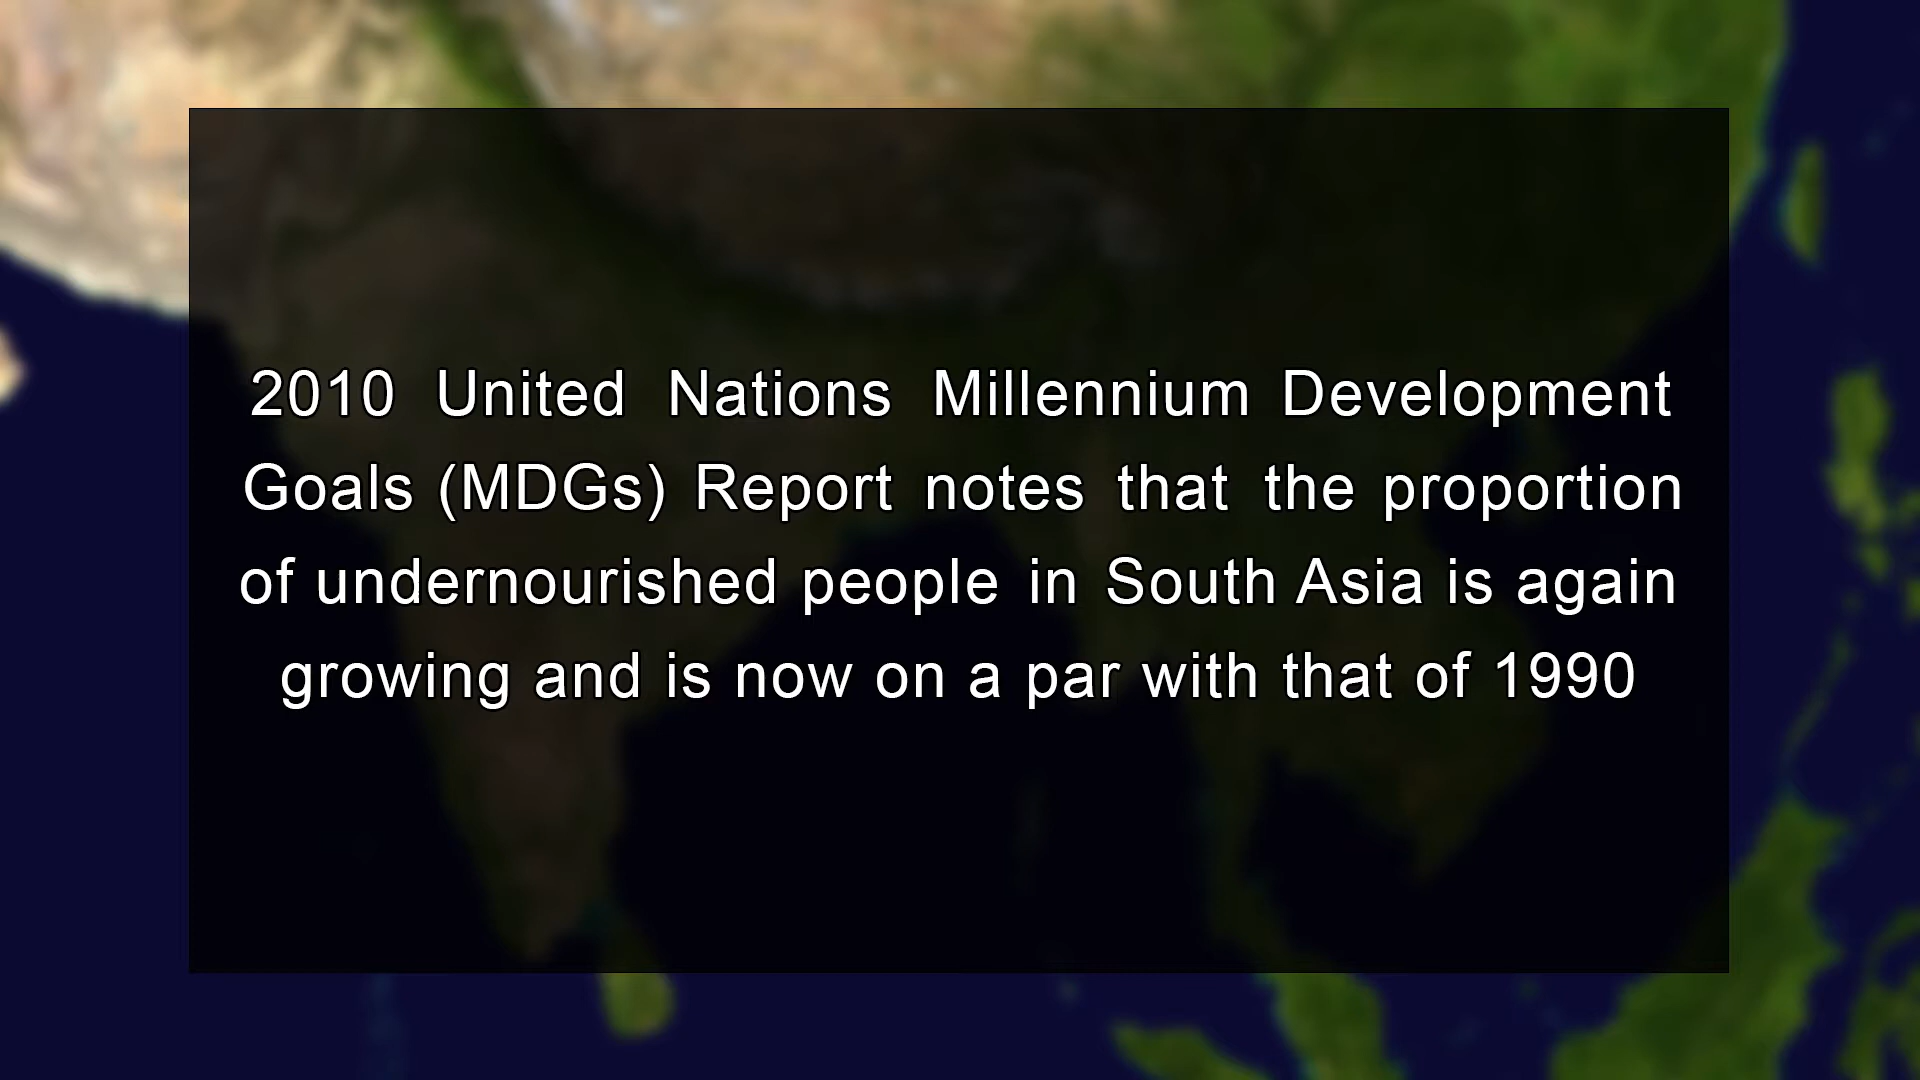 2010 United Nations Millennium Development
Goals (MDGs) Report notes that the proportion
of undernourished people in South Asia is again
growing and is now on a par with that of 1990